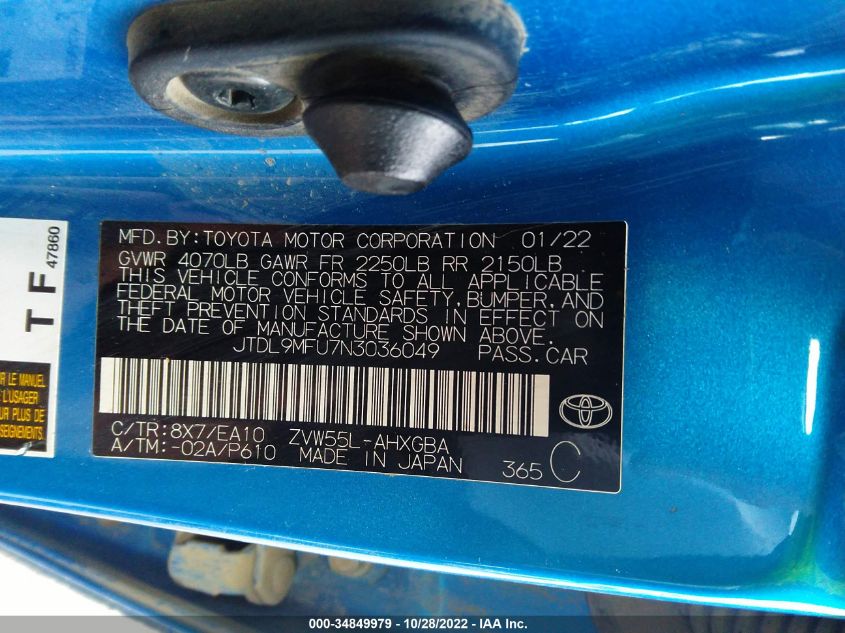 MFD. BY: TOYOTA MOTOR CORPORATION 01/22
GVWR 4070LB GAWR FR 2250LB RR 2150LB
THIS VEHICLE CONFORMS TO ALL APPLICABLE
FEDERAL MOTOR VEHICLE SAFETY, BUMPER, AND
THEFT PREVENTION STANDARDS IN EFFECT ON
THE DATE OF MANUFACTURE SHOWN ABOVE.
JTDL9MFU7N3036049 PASS.CAR
C/TR:8X7/EA10 ZVW55L-AHXGBA
A/TM:-02A/P610 MADE IN JAPAN
365 C
T F
47860
R LE MANUEL
L'USAGER
R PLUS DE
SEIGNEMENTS
000-34849979 - 10/28/2022 - IAA Inc.